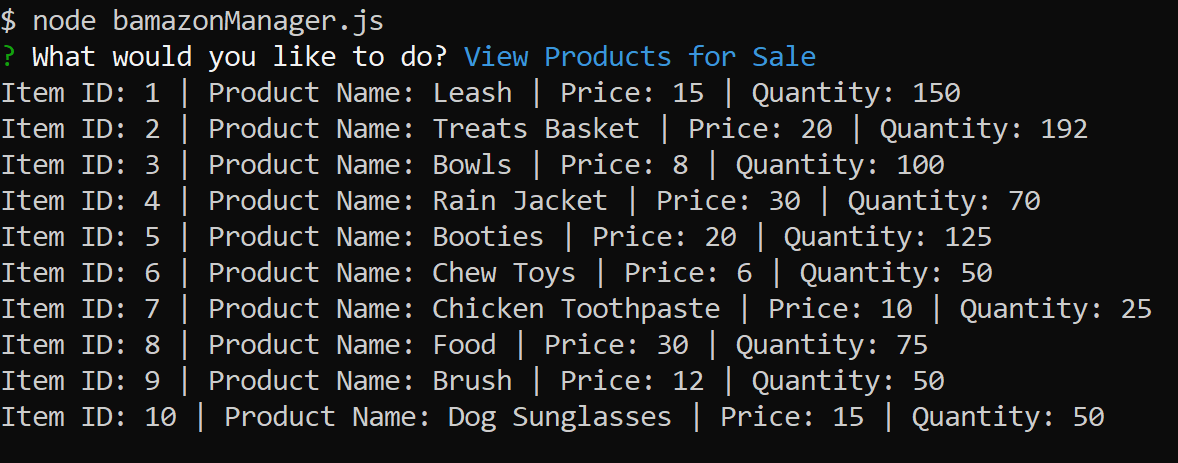 $ node bamazonManager.js
? What would you like to do? View Products for Sale
Item ID: 1 | Product Name: Leash | Price: 15 | Quantity: 150
Item ID: 2 | Product Name: Treats Basket | Price: 20 | Quantity: 192
Item ID: 3 | Product Name: Bowls | Price: 8 | Quantity: 100
Item ID: 4 | Product Name: Rain Jacket | Price: 30 | Quantity: 70
Item ID: 5 | Product Name: Booties | Price: 20 | Quantity: 125
Item ID: 6 | Product Name: Chew Toys | Price: 6 | Quantity: 50
Item ID: 7 | Product Name: Chicken Toothpaste | Price: 10 | Quantity: 25
Item ID: 8 | Product Name: Food | Price: 30 | Quantity: 75
Item ID: 9 | Product Name: Brush | Price: 12 | Quantity: 50
Item ID: 10 | Product Name: Dog Sunglasses | Price: 15 | Quantity: 50